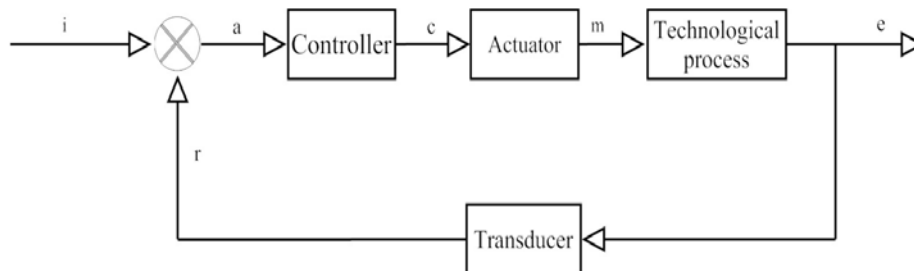 i
a
Controller
c
Actuator
m
Technological
process
e
r
Transducer